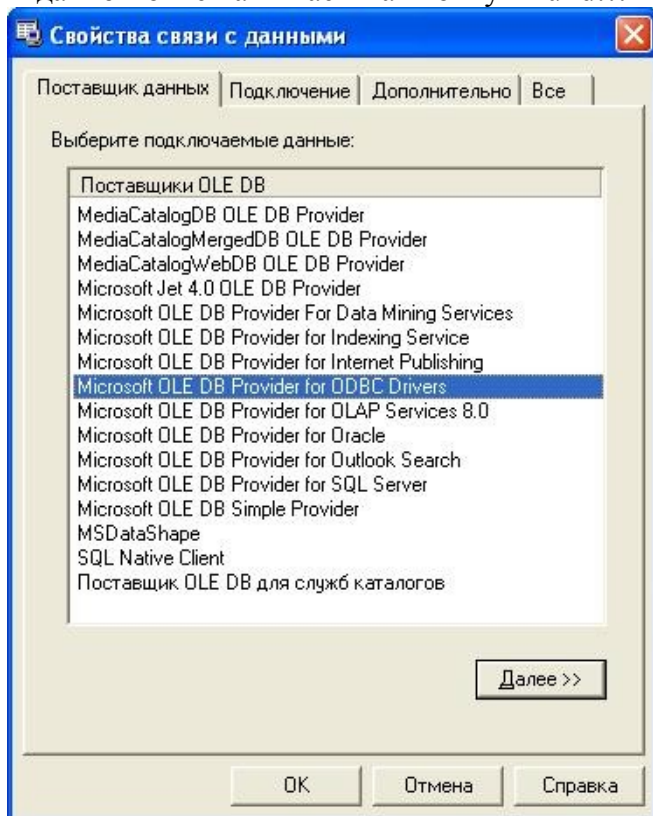 Свойства связи с данными
Поставщик данных
Подключение
Дополнительно
Все
Выберите подключаемые данные:
Поставщики OLE DB
MediaCatalogDB OLE DB Provider
MediaCatalogMergedDB OLE DB Provider
MediaCatalogWebDB OLE DB Provider
Microsoft Jet 4.0 OLE DB Provider
Microsoft OLE DB Provider For Data Mining Services
Microsoft OLE DB Provider for Indexing Service
Microsoft OLE DB Provider for Internet Publishing
Microsoft OLE DB Provider for ODBC Drivers
Microsoft OLE DB Provider for OLAP Services 8.0
Microsoft OLE DB Provider for Oracle
Microsoft OLE DB Provider for Outlook Search
Microsoft OLE DB Provider for SQL Server
Microsoft OLE DB Simple Provider
MSDataShape
SQL Native Client
Поставщик OLE DB для служб каталогов
Далее >>
OK
Отмена
Справка